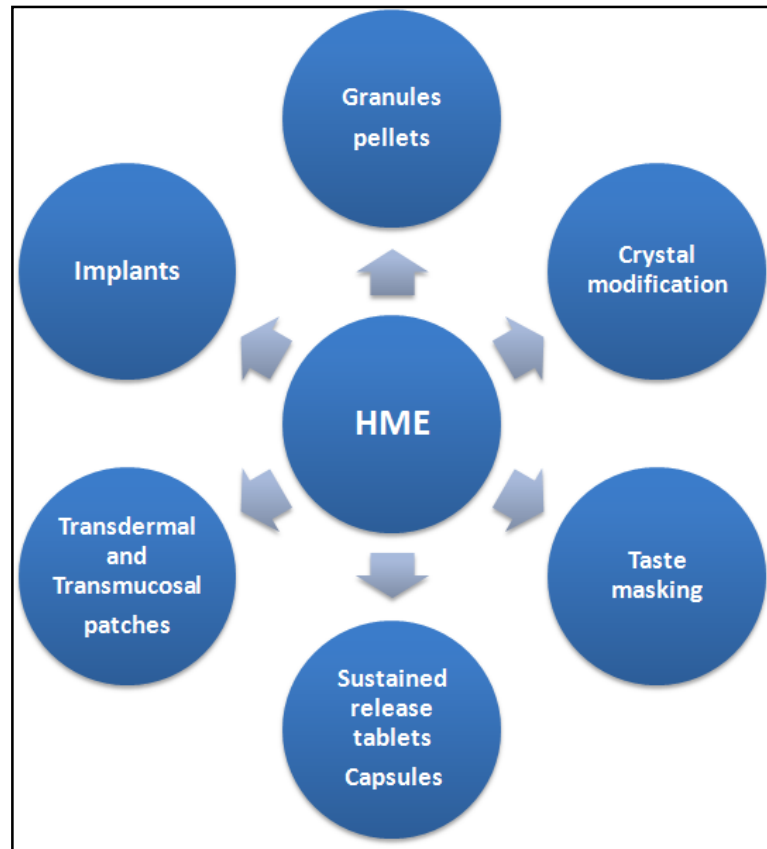 Granules
pellets
Implants
Crystal
modification
HME
Transdermal
and
Transmucosal
patches
Taste
masking
Sustained
release
tablets
Capsules